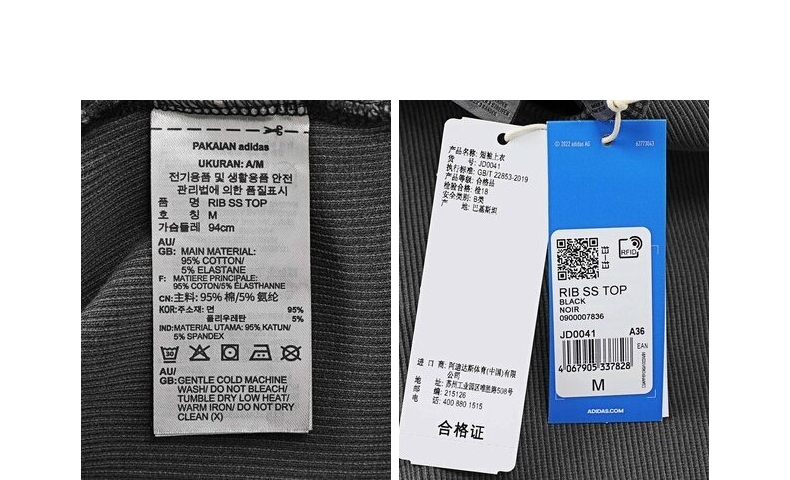 PAKAIAN adidas
UKURAN: A/M
전기용품 및 생활용품 안전
관리법에 의한 품질표시
품 명 RIB SS TOP
호 칭 M
가슴둘레 94cm
AU/
GB: MAIN MATERIAL:
95% COTTON/
5% ELASTANE
F: MATIERE PRINCIPALE:
95% COTON/5% ELASTHANNE
CN: 主料: 95% 棉/5% 氨纶
KOR: 주소재: 면 95%
폴리우레탄 5%
IND: MATERIAL UTAMA: 95% KATUN/
5% SPANDEX
AU/
GB: GENTLE COLD MACHINE
WASH/ DO NOT BLEACH/
TUMBLE DRY LOW HEAT/
WARM IRON/ DO NOT DRY
CLEAN (X)
产品名称: 短袖上衣
货 号: JD0041
执行标准: GB/T 22853-2019
产品等级: 合格品
检验合格: 检18
安全类别: B类
产 地: 巴基斯坦
进 口 商: 阿迪达斯体育(中国)有限
公司
地 址: 苏州工业园区唯胜路508号
邮 编: 215126
电 话: 400 880 1515
合格证
© 2022 adidas AG
62773043
RFID
RIB SS TOP
BLACK
NOIR
0900007836
JD0041 A36
EAN
4 067905 337828
M
ADIDAS.COM